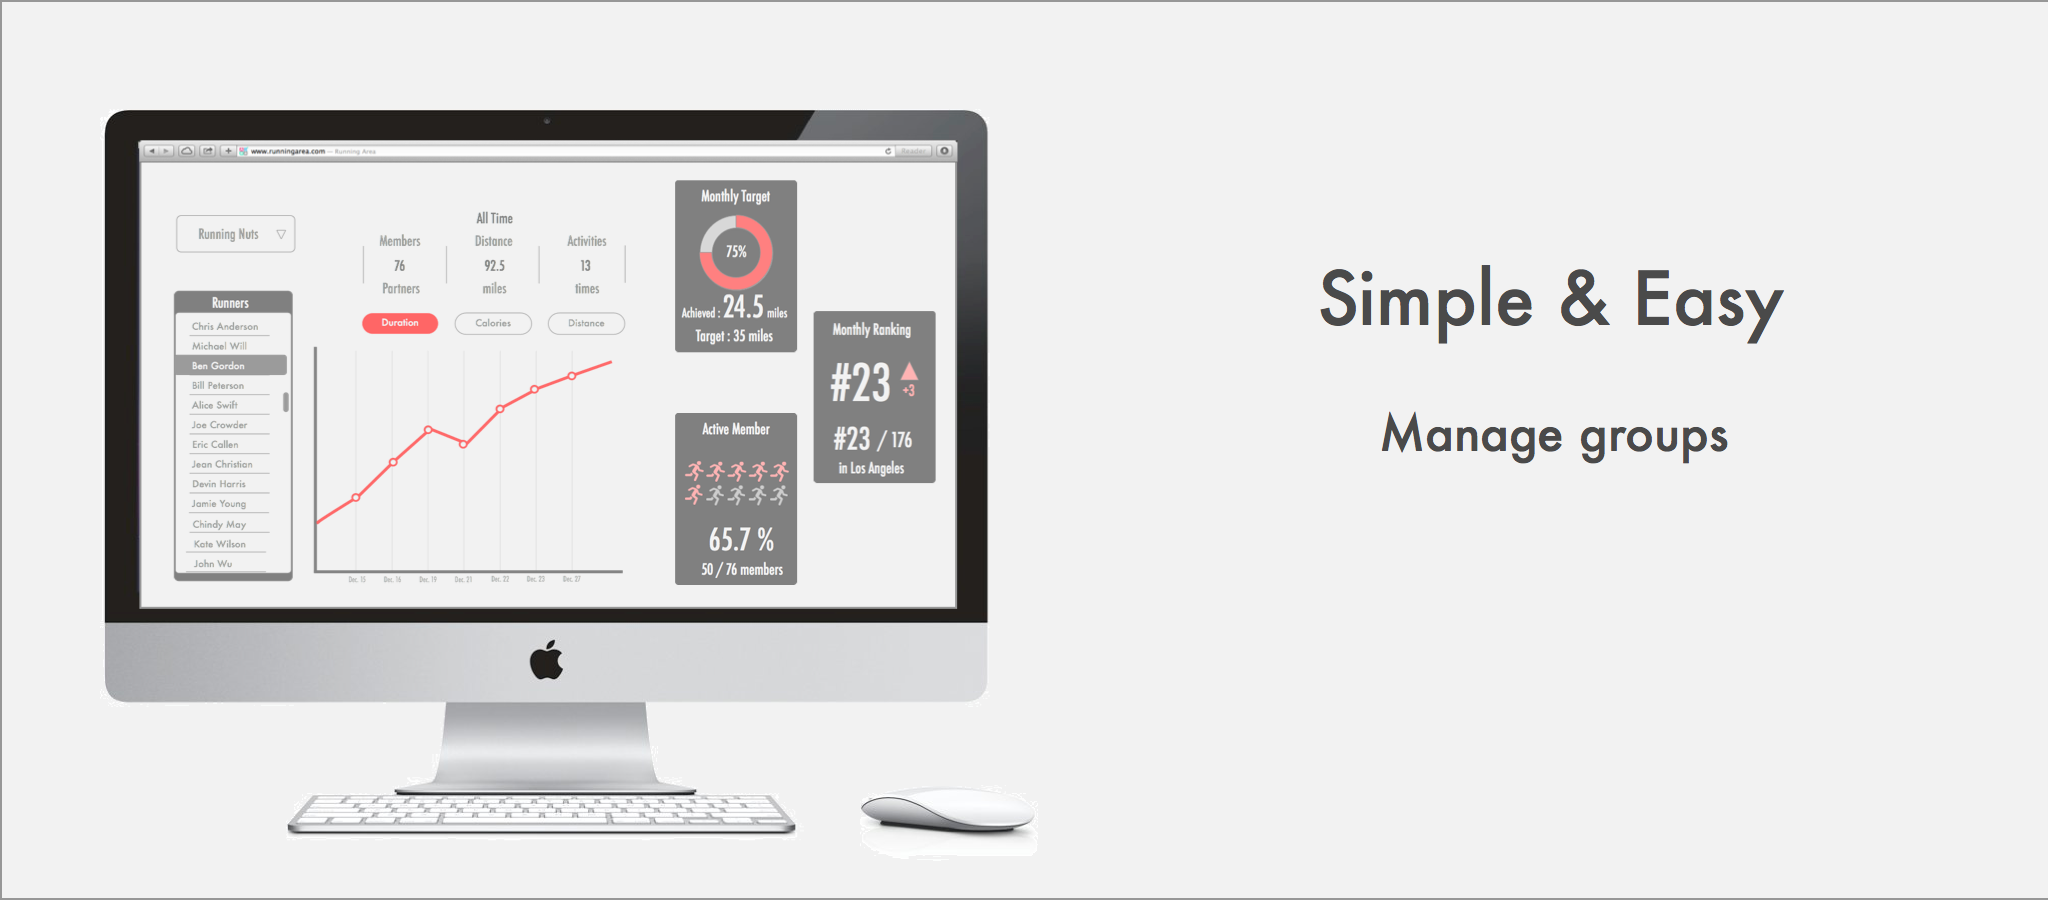 www.runningarea.com — Running Area
Reader
Running Nuts
Runners
Chris Anderson
Michael Will
Ben Gordon
Bill Peterson
Alice Swift
Joe Crowder
Eric Callen
Jean Christian
Devin Harris
Jamie Young
Chindy May
Kate Wilson
John Wu
All Time
Members
76
Partners
Distance
92.5
miles
Activities
13
times
Duration
Calories
Distance
Dec. 15
Dec. 16
Dec. 19
Dec. 21
Dec. 22
Dec. 23
Dec. 27
Monthly Target
75%
Achieved : 24.5 miles
Target : 35 miles
Active Member
65.7 %
50 / 76 members
Monthly Ranking
#23
+3
#23 / 176
in Los Angeles
Simple & Easy
Manage groups